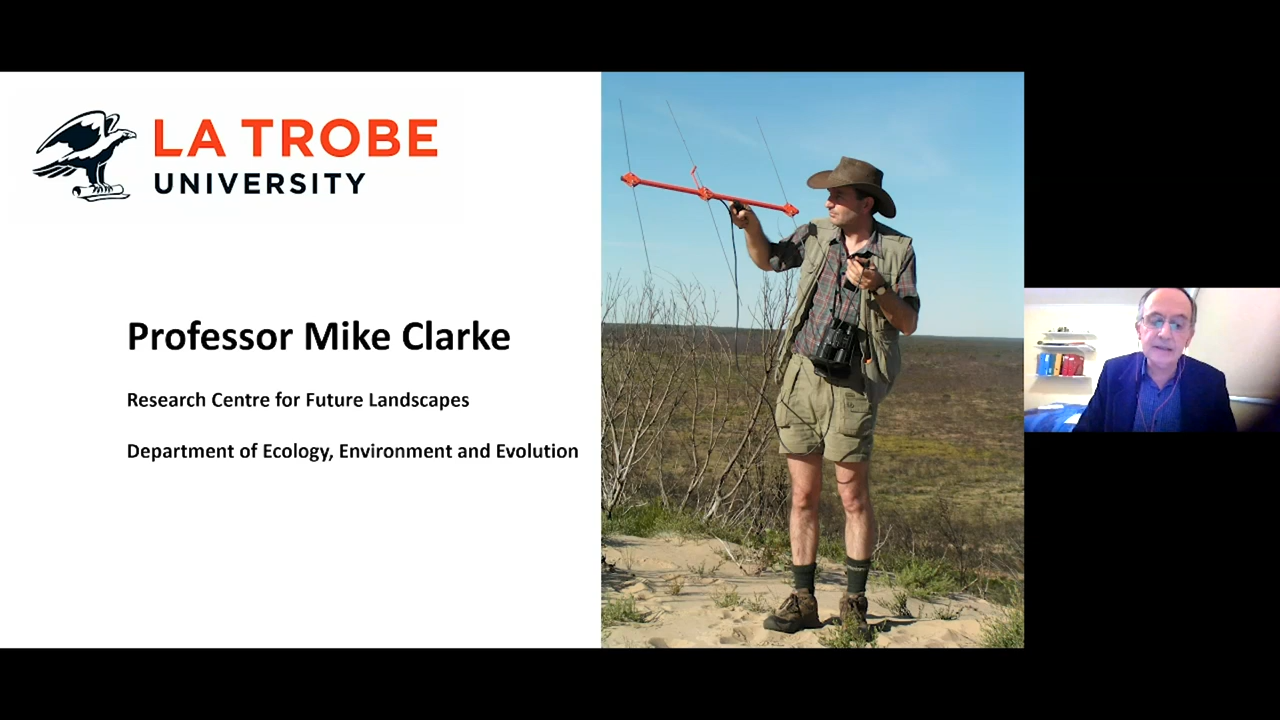 LA TROBE
UNIVERSITY
Professor Mike Clarke
Research Centre for Future Landscapes
Department of Ecology, Environment and Evolution